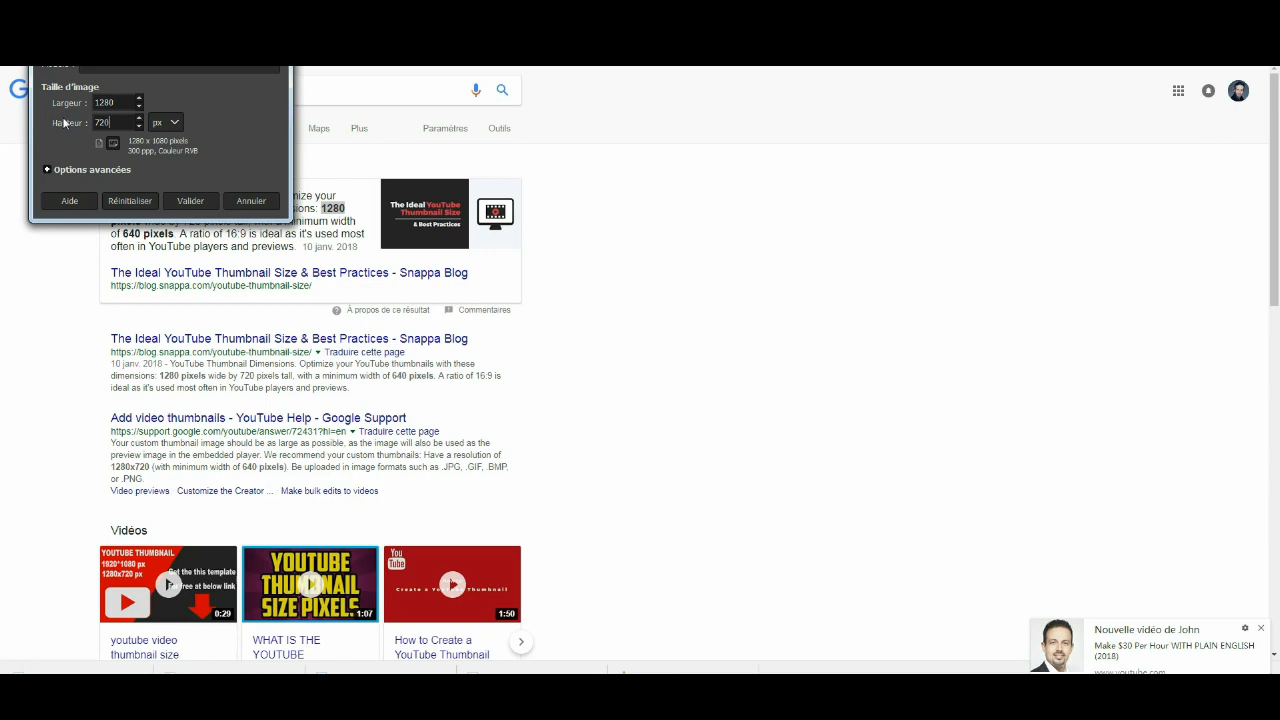 Taille d'image
Largeur : 1280
Hauteur : 720 px
1280 x 1080 pixels
300 ppp, Couleur RVB
Options avancées
Aide Réinitialiser Valider Annuler
G
Maps Plus Paramètres Outils
mize your
ions: 1280
minimum width
of 640 pixels. A ratio of 16:9 is ideal as it's used most
often in YouTube players and previews. 10 janv. 2018
The Ideal YouTube
Thumbnail Size
& Best Practices
The Ideal YouTube Thumbnail Size & Best Practices - Snappa Blog
https://blog.snappa.com/youtube-thumbnail-size/
À propos de ce résultat Commentaires
The Ideal YouTube Thumbnail Size & Best Practices - Snappa Blog
https://blog.snappa.com/youtube-thumbnail-size/ Traduire cette page
10 janv. 2018 - YouTube Thumbnail Dimensions. Optimize your YouTube thumbnails with these
dimensions: 1280 pixels wide by 720 pixels tall, with a minimum width of 640 pixels. A ratio of 16:9 is
ideal as it's used most often in YouTube players and previews.
Add video thumbnails - YouTube Help - Google Support
https://support.google.com/youtube/answer/72431?hl=en Traduire cette page
Your custom thumbnail image should be as large as possible, as the image will also be used as the
preview image in the embedded player. We recommend your custom thumbnails: Have a resolution of
1280x720 (with minimum width of 640 pixels). Be uploaded in image formats such as .JPG, .GIF, .BMP,
or .PNG.
Video previews Customize the Creator ... Make bulk edits to videos
Vidéos
YOUTUBE THUMBNAIL
1920*1080 px
1280x720 px
Get the this template
For free at below link
0:29
YOUTUBE
THUMBNAIL
SIZE PIXELS
1:07
You
Tube
Create a YouTube Thumbnail
1:50
youtube video
thumbnail size
WHAT IS THE
YOUTUBE
How to Create a
YouTube Thumbnail
Nouvelle vidéo de John
Make $30 Per Hour WITH PLAIN ENGLISH
(2018)
www.youtube.com